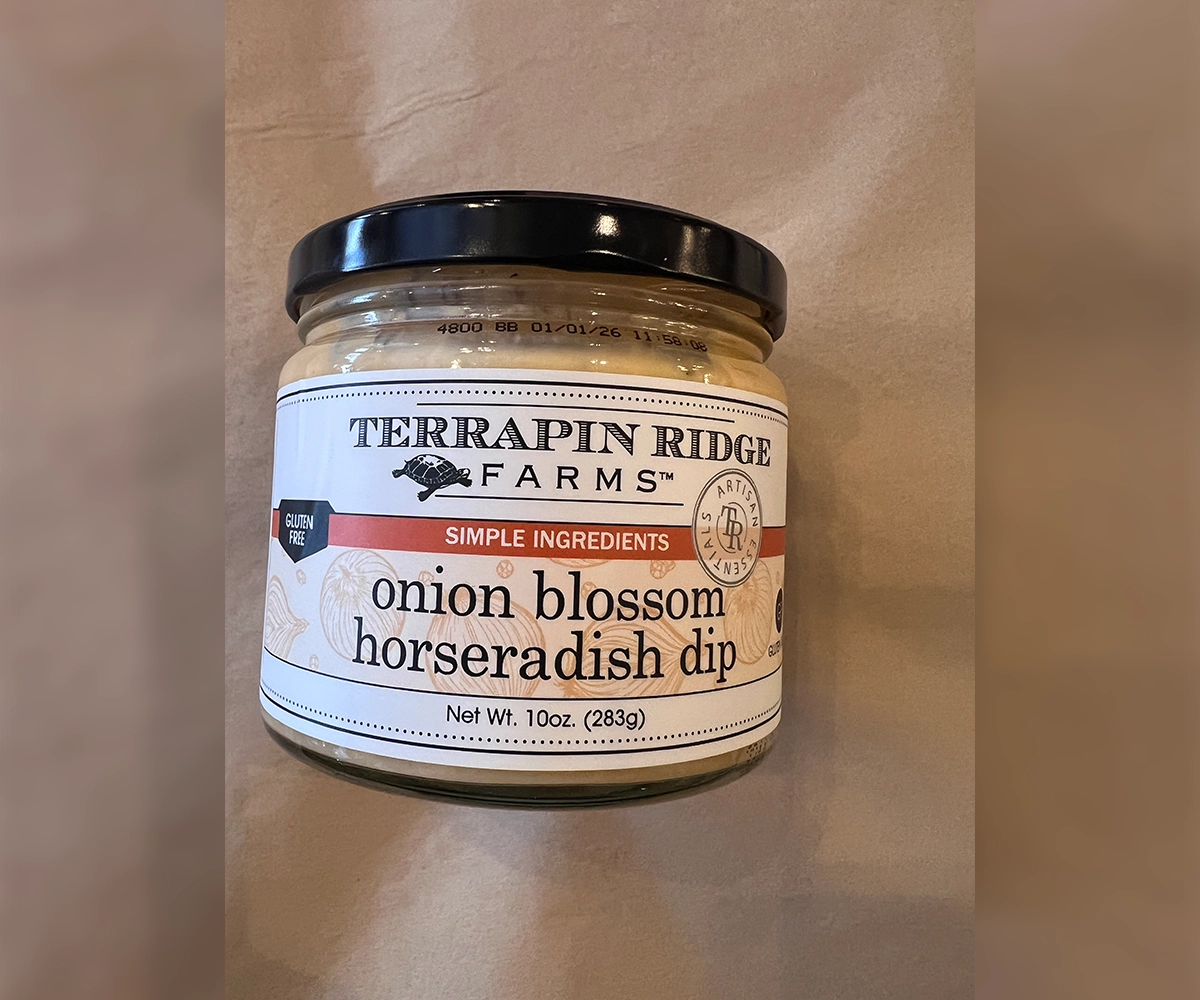 4800 BB 01/01/26 11:58:08
TERRAPIN RIDGE
FARMS™
ARTISAN ESSENTIALS
TR
GLUTEN
FREE
SIMPLE INGREDIENTS
onion blossom
horseradish dip
Net Wt. 10oz. (283g)